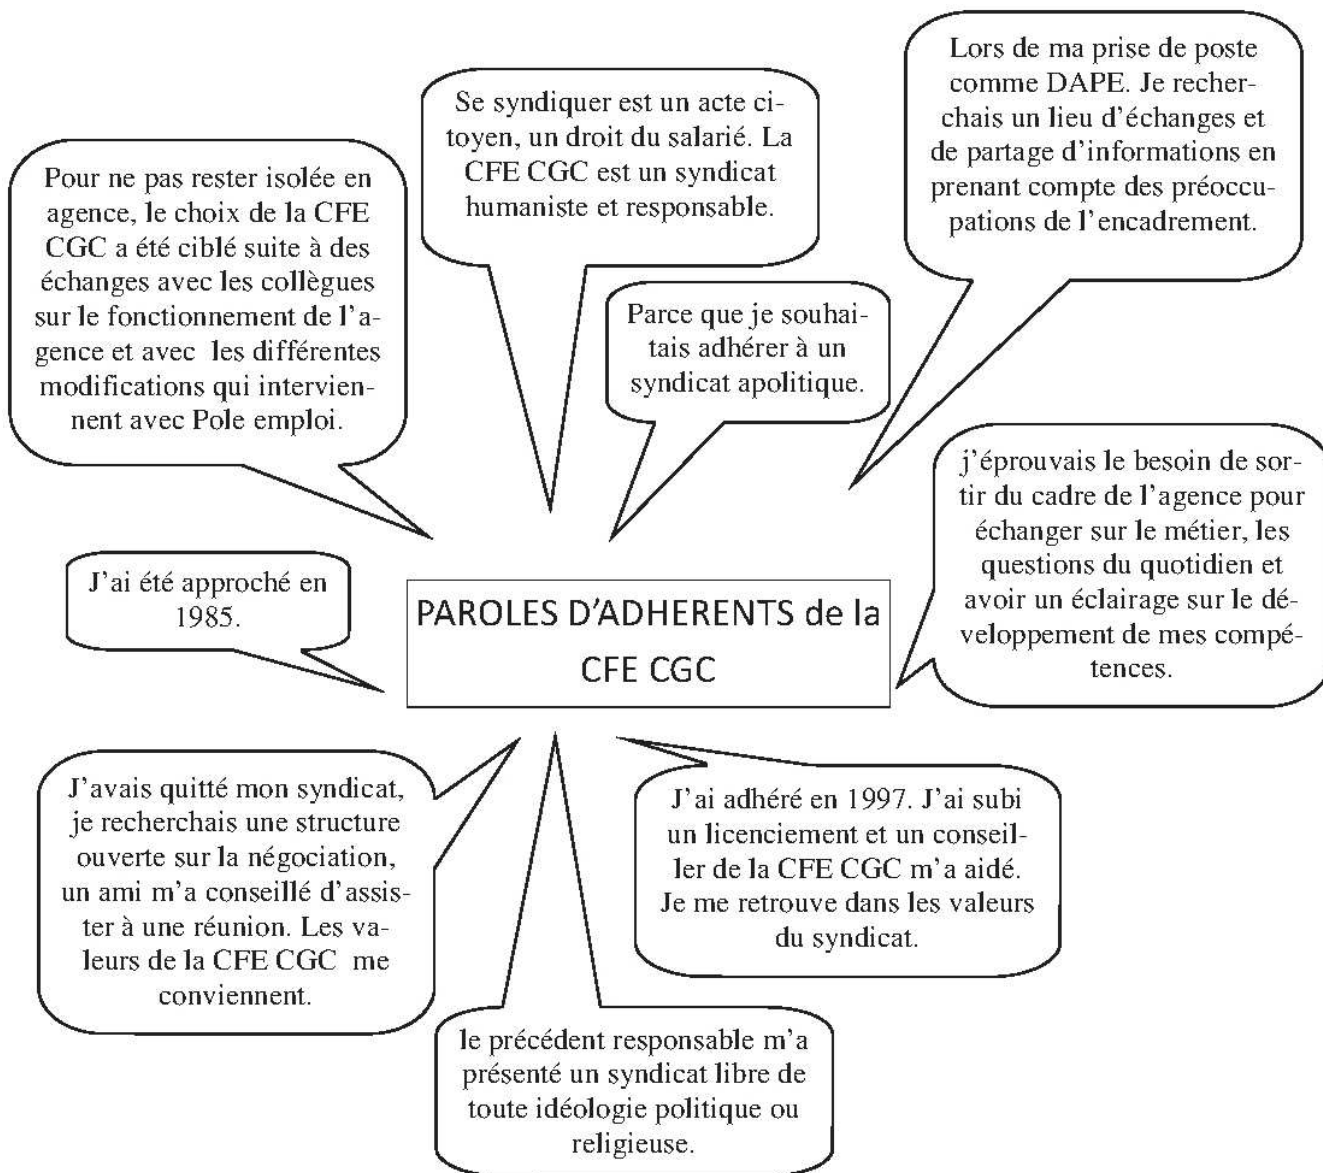 Lors de ma prise de poste
comme DAPE. Je recher-
chais un lieu d'échanges et
de partage d'informations en
prenant compte des préoccu-
pations de l'encadrement.
Se syndiquer est un acte ci-
toyen, un droit du salarié. La
CFE CGC est un syndicat
humaniste et responsable.
Pour ne pas rester isolée en
agence, le choix de la CFE
CGC a été ciblé suite à des
échanges avec les collègues
sur le fonctionnement de l'a-
gence et avec  les différentes
modifications qui intervien-
nent avec Pole emploi.
Parce que je souhai-
tais adhérer à un
syndicat apolitique.
j'éprouvais le besoin de sor-
tir du cadre de l'agence pour
échanger sur le métier, les
questions du quotidien et
avoir un éclairage sur le dé-
veloppement de mes compé-
tences.
J'ai été approché en
1985.
PAROLES D'ADHERENTS de la
CFE CGC
J'avais quitté mon syndicat,
je recherchais une structure
ouverte sur la négociation,
un ami m'a conseillé d'assis-
ter à une réunion. Les va-
leurs de la CFE CGC  me
conviennent.
J'ai adhéré en 1997. J'ai subi
un licenciement et un conseil-
ler de la CFE CGC m'a aidé.
Je me retrouve dans les valeurs
du syndicat.
le précédent responsable m'a
présenté un syndicat libre de
toute idéologie politique ou
religieuse.